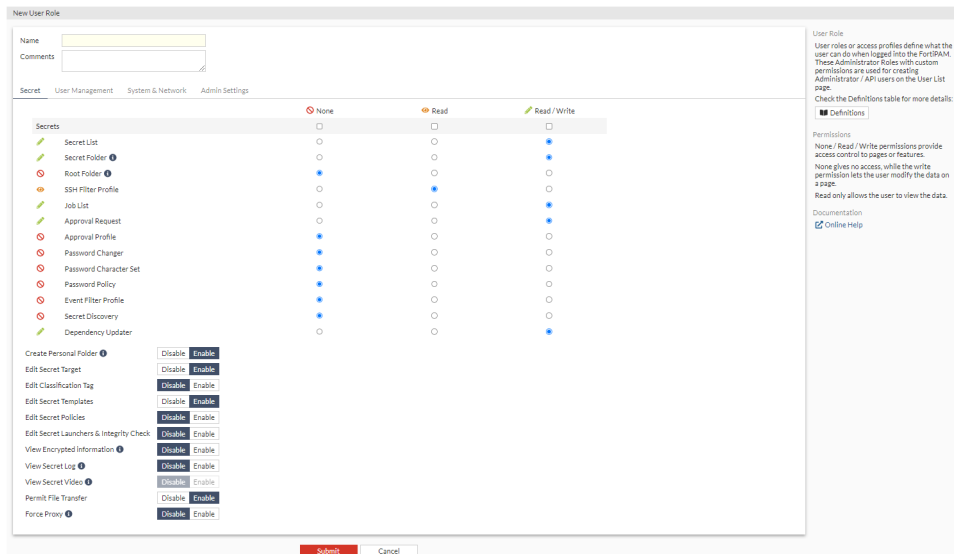 New User Role
Name
Comments
Secret User Management System & Network Admin Settings
None Read Read / Write
Secrets
Secret List
Secret Folder
Root Folder
SSH Filter Profile
Job List
Approval Request
Approval Profile
Password Changer
Password Character Set
Password Policy
Event Filter Profile
Secret Discovery
Dependency Updater
Create Personal Folder Disable Enable
Edit Secret Target Disable Enable
Edit Classification Tag Disable Enable
Edit Secret Templates Disable Enable
Edit Secret Policies Disable Enable
Edit Secret Launchers & Integrity Check Disable Enable
View Encrypted Information Disable Enable
View Secret Log Disable Enable
View Secret Video Disable Enable
Permit File Transfer Disable Enable
Force Proxy Disable Enable
Submit Cancel
User Role
User roles or access profiles define what the
user can do when logged into the FortiPAM.
These Administrator Roles with custom
permissions are used for creating
Administrator / API users on the User List
page.
Check the Definitions table for more details:
Definitions
Permissions
None / Read / Write permissions provide
access control to pages or features.
None gives no access, while the write
permission lets the user modify the data on
a page.
Read only allows the user to view the data.
Documentation
Online Help